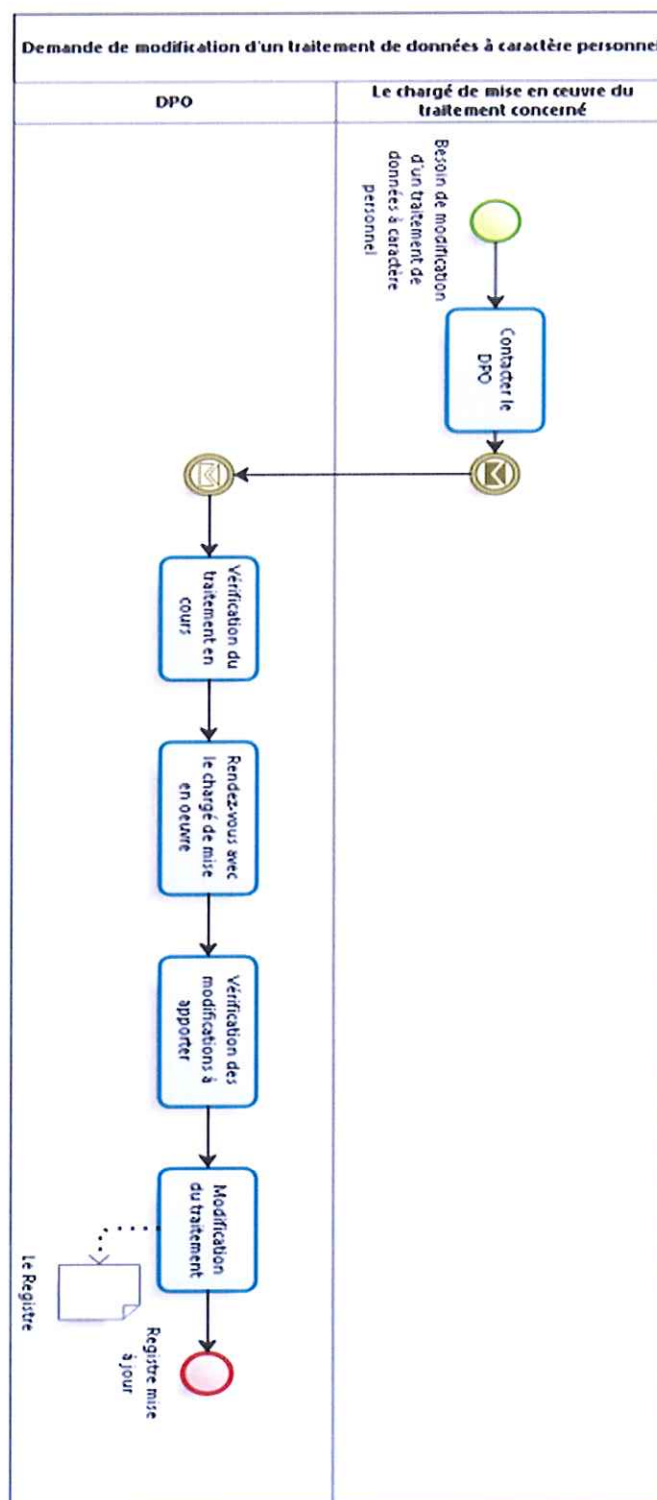 Demande de modification d'un traitement de données à caractère personnel
DPO
Le chargé de mise en œuvre du
traitement concerné
Besoin de modification
d'un traitement de
données à caractère
personnel
Contacter le
DPO
Vérification du
traitement en
cours
Rendez-vous avec
le chargé de mise
en oeuvre
Vérification des
modifications à
apporter
Modification
du traitement
Le Registre
Registre mise
à jour